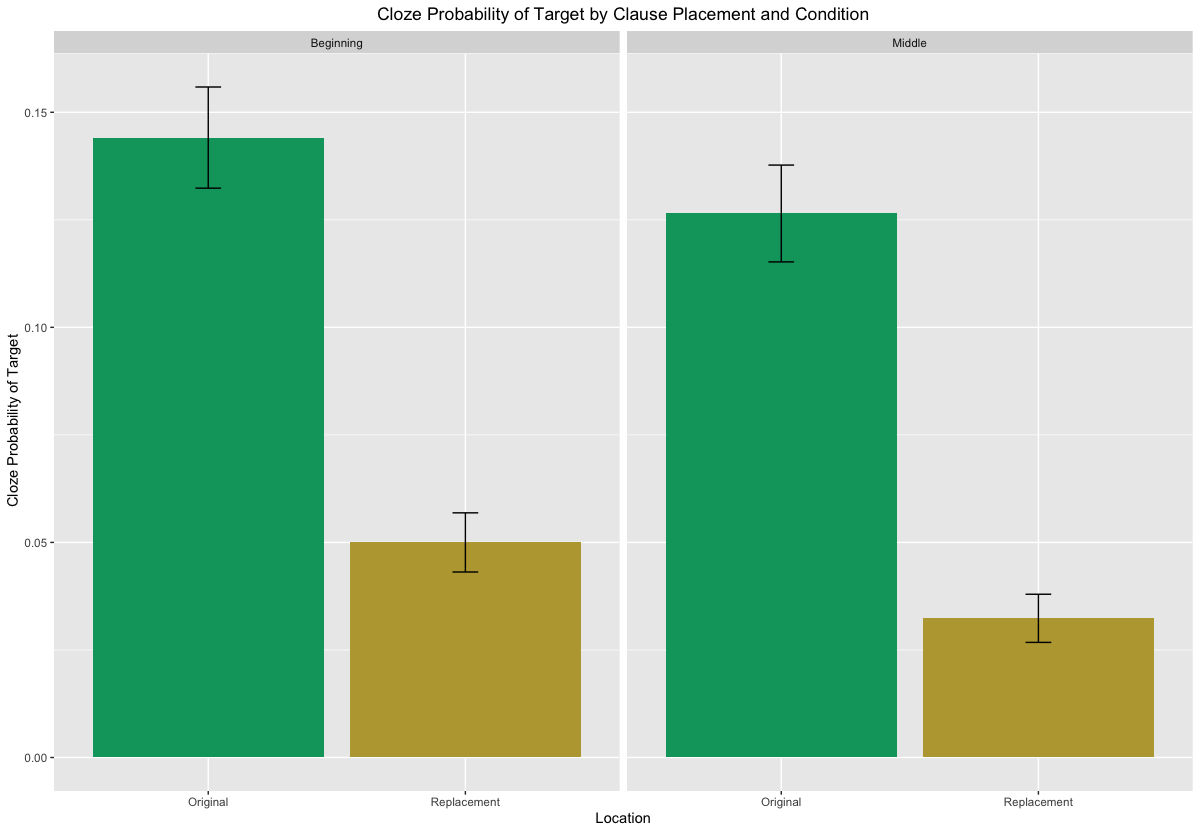 Cloze Probability of Target by Clause Placement and Condition
Beginning
Middle
Cloze Probability of Target
0.15
0.10
0.05
0.00
Original
Replacement
Original
Replacement
Location